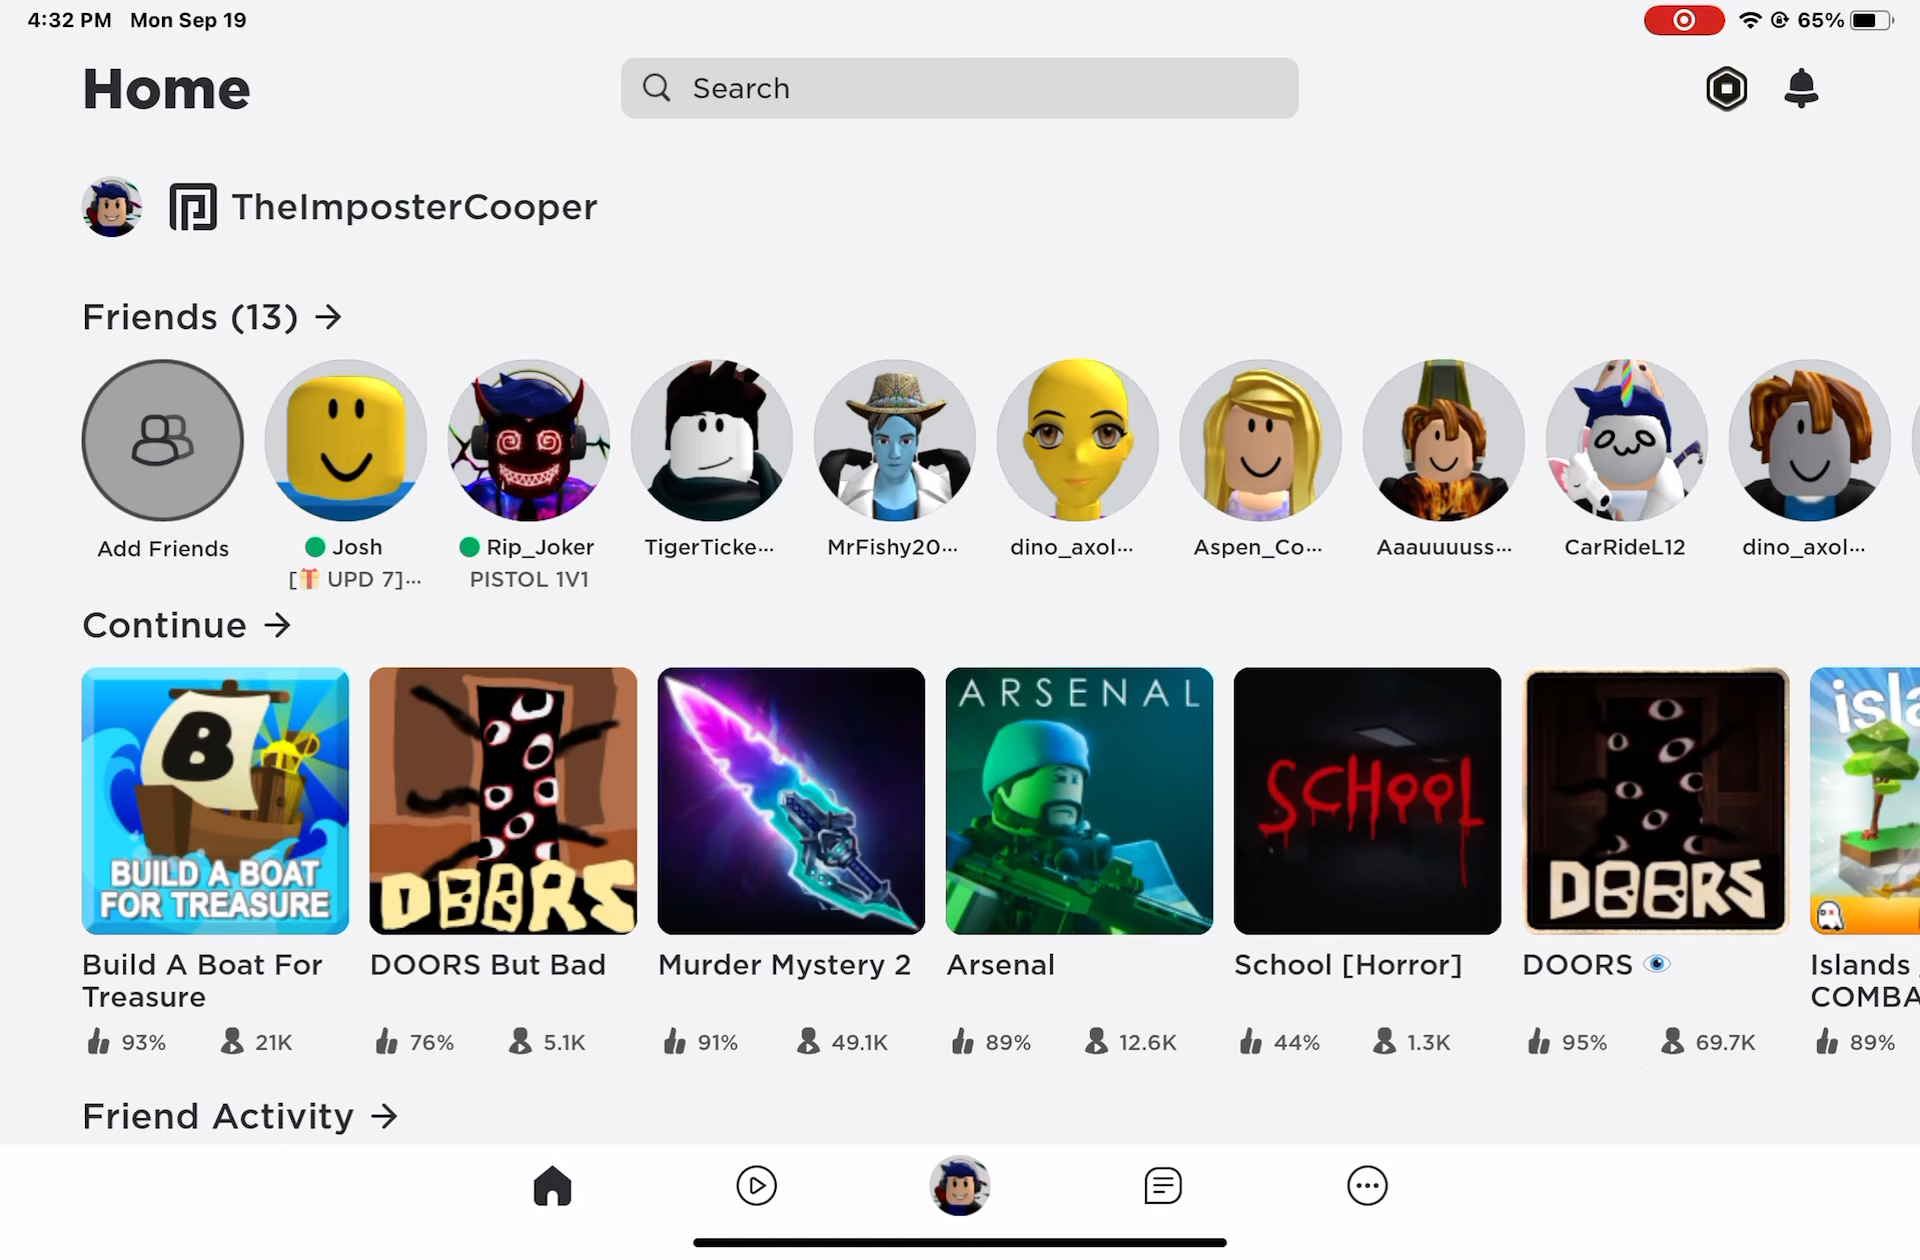 4:32 PM Mon Sep 19
65%
Home
Search
TheImposterCooper
Friends (13) →
Add Friends
Josh
[🎁 UPD 7]...
Rip_Joker
PISTOL 1V1
TigerTicke...
MrFishy20...
dino_axol...
Aspen_Co...
Aaauuuuss...
CarRideL12
dino_axol...
Continue →
B
BUILD A BOAT
FOR TREASURE
DOORS
ARSENAL
SCHOOL
DOORS
isla
Build A Boat For
Treasure
DOORS But Bad
Murder Mystery 2
Arsenal
School [Horror]
DOORS 👁
Islands
COMBA
93% 21K
76% 5.1K
91% 49.1K
89% 12.6K
44% 1.3K
95% 69.7K
89%
Friend Activity →